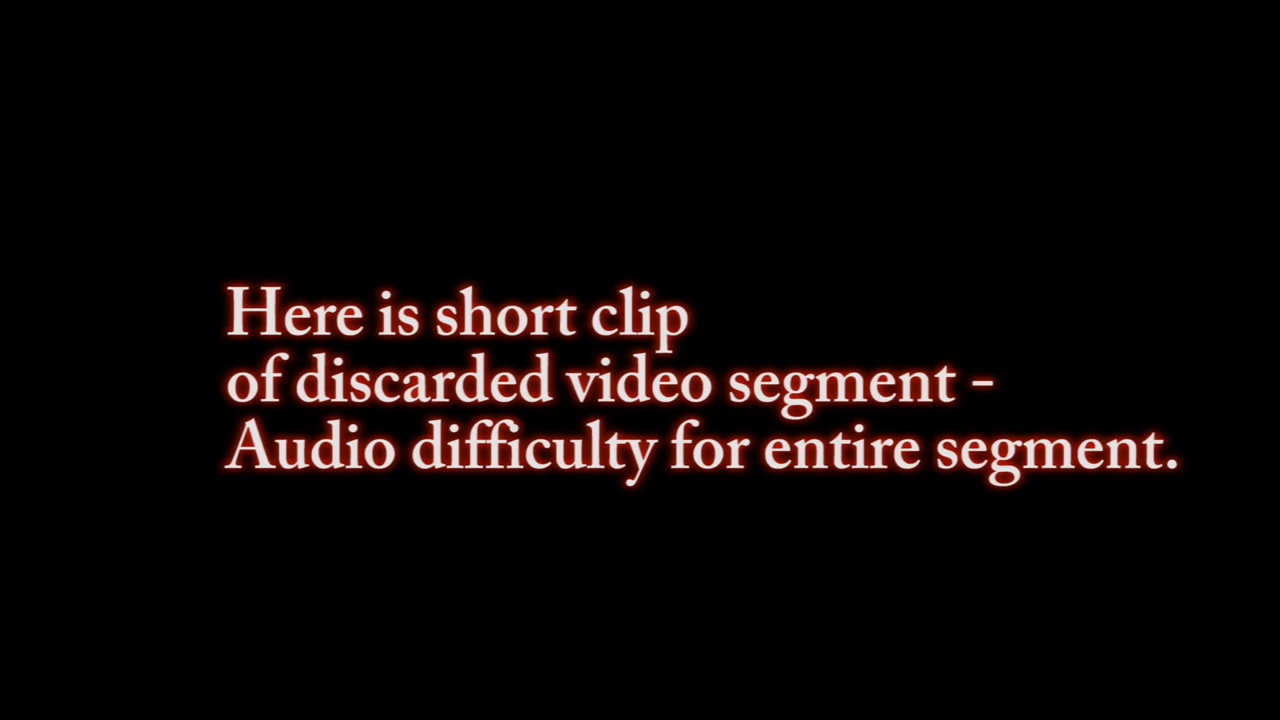 Here is short clip
of discarded video segment -
Audio difficulty for entire segment.